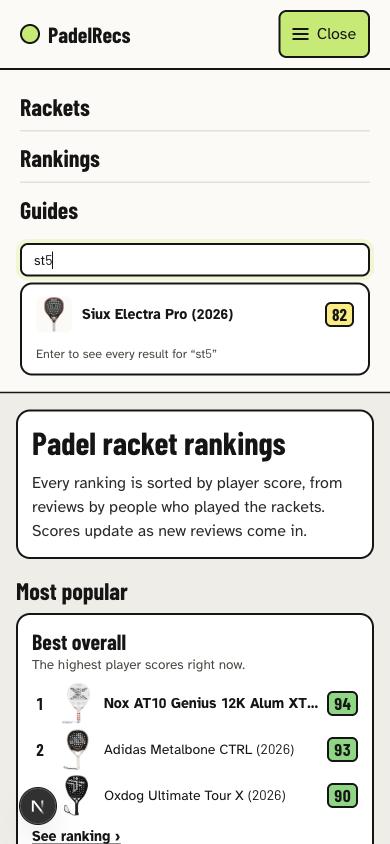 PadelRecs
Close
Rackets
Rankings
Guides
st5
Siux Electra Pro (2026)
82
Enter to see every result for “st5”
Padel racket rankings
Every ranking is sorted by player score, from
reviews by people who played the rackets.
Scores update as new reviews come in.
Most popular
Best overall
The highest player scores right now.
1
Nox AT10 Genius 12K Alum XT...
94
2
Adidas Metalbone CTRL (2026)
93
Oxdog Ultimate Tour X (2026)
90
N
See ranking ›